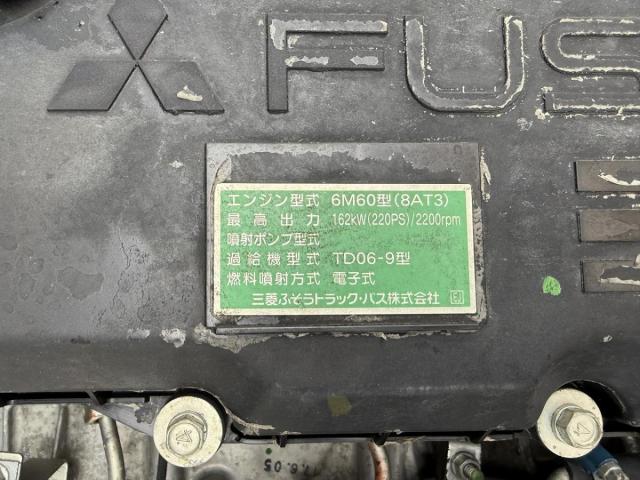 FUS
エンジン型式 6M60型(8AT3)
最高出力 162kW(220PS)/2200rpm
噴射ポンプ型式
過給機型式 TD06-9型
燃料噴射方式 電子式
三菱ふそうトラック・バス株式会社